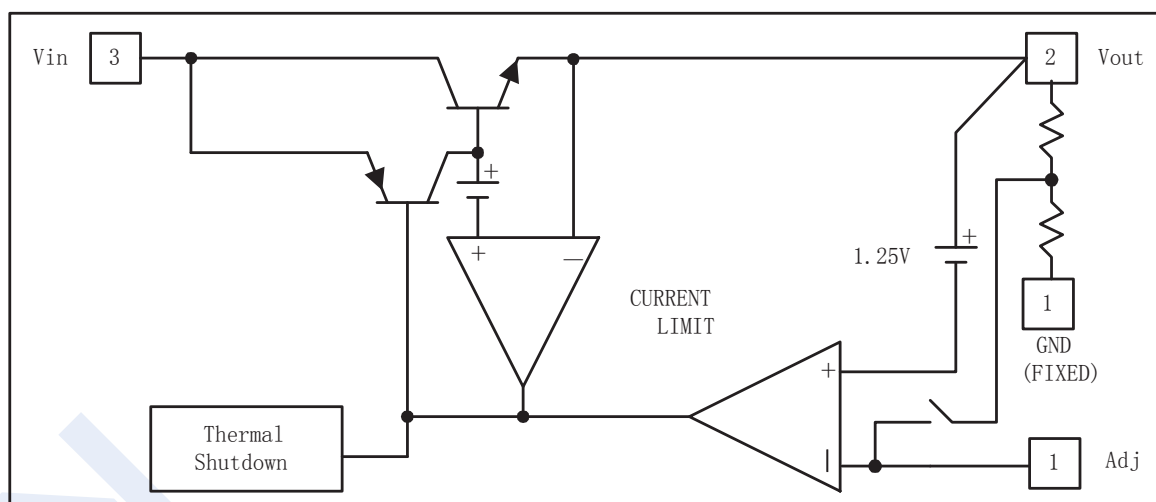 Vin
3
2
Vout
+
+
—
1.25V
+
1
CURRENT
LIMIT
GND
(FIXED)
+
Thermal
Shutdown
—
1
Adj